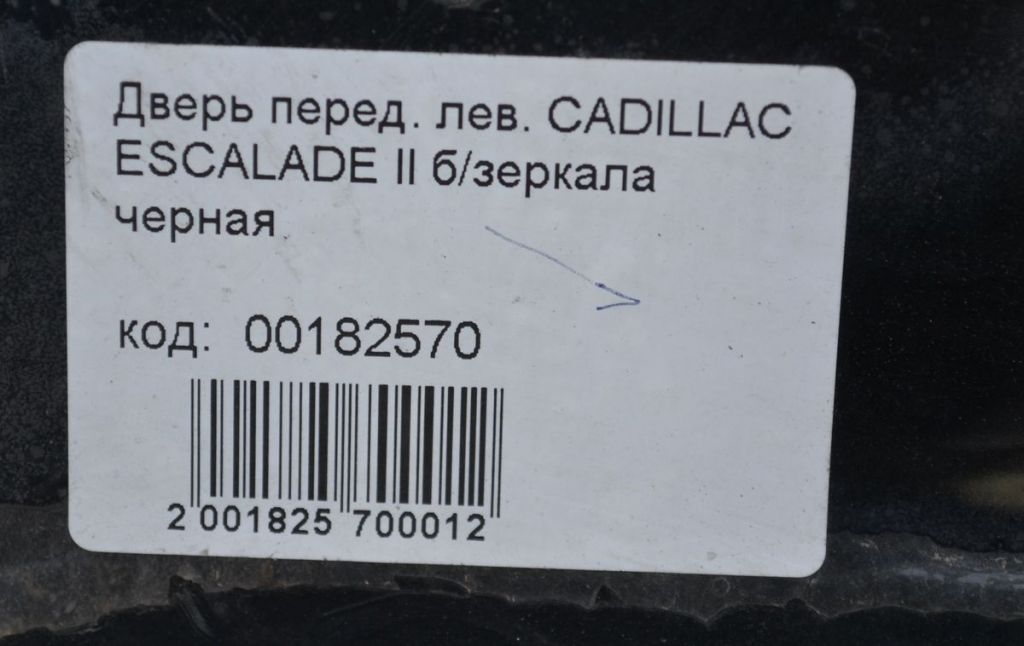 Дверь перед. лев. CADILLAC
ESCALADE II б/зеркала
черная
код: 00182570
2 001825 700012